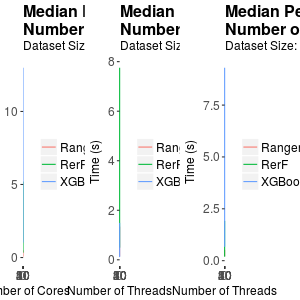 Median
Number
Dataset Siz
10
5
0
Rang
RerF
XGB
ber of Cores
Median
Number
Dataset Siz
Time (s)
8
6
4
2
0
Ran
RerF
XGB
Number of Threads
Median Pe
Number o
Dataset Size:
Time (s)
7.5
5.0
2.5
0.0
Ranger
RerF
XGBoo
Number of Threads